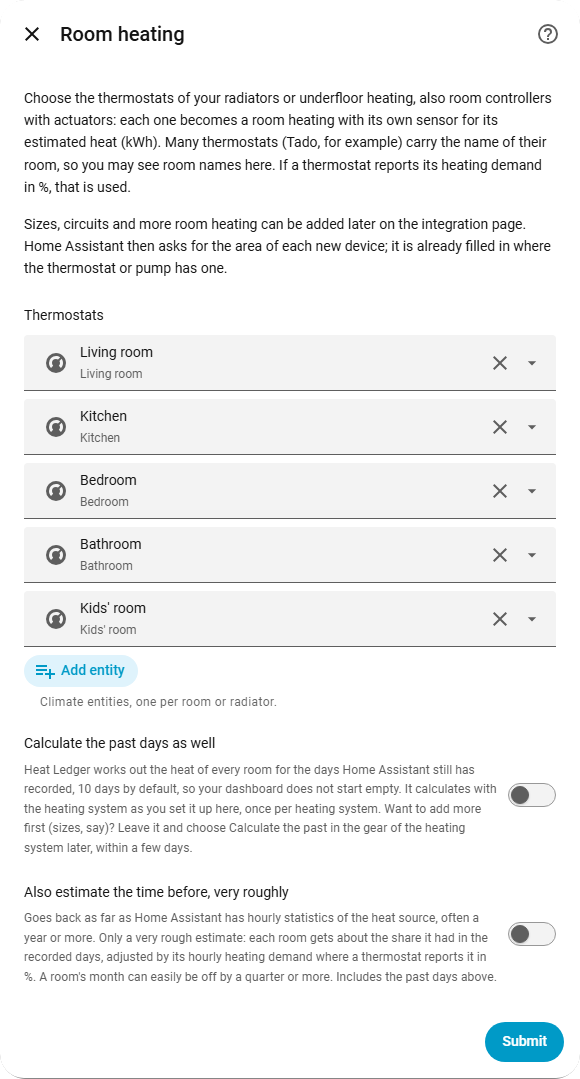 Room heating
Choose the thermostats of your radiators or underfloor heating, also room controllers
with actuators: each one becomes a room heating with its own sensor for its
estimated heat (kWh). Many thermostats (Tado, for example) carry the name of their
room, so you may see room names here. If a thermostat reports its heating demand
in %, that is used.
Sizes, circuits and more room heating can be added later on the integration page.
Home Assistant then asks for the area of each new device; it is already filled in where
the thermostat or pump has one.
Thermostats
Living room
Living room
Kitchen
Kitchen
Bedroom
Bedroom
Bathroom
Bathroom
Kids' room
Kids' room
Add entity
Climate entities, one per room or radiator.
Calculate the past days as well
Heat Ledger works out the heat of every room for the days Home Assistant still has
recorded, 10 days by default, so your dashboard does not start empty. It calculates with
the heating system as you set it up here, once per heating system. Want to add more
first (sizes, say)? Leave it and choose Calculate the past in the gear of the heating
system later, within a few days.
Also estimate the time before, very roughly
Goes back as far as Home Assistant has hourly statistics of the heat source, often a
year or more. Only a very rough estimate: each room gets about the share it had in the
recorded days, adjusted by its hourly heating demand where a thermostat reports it in
%. A room's month can easily be off by a quarter or more. Includes the past days above.
Submit